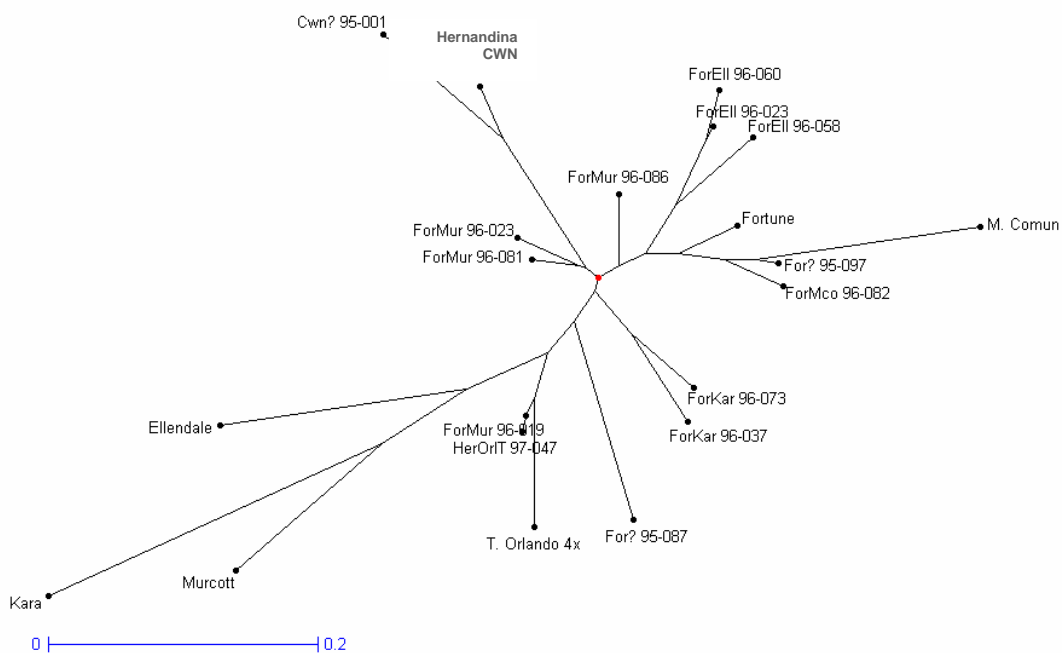 Cwn? 95-001
Hernandina
CWN
ForEll 96-060
ForEll 96-023
ForEll 96-058
ForMur 96-086
Fortune
M. Comun
ForMur 96-023
ForMur 96-081
For? 95-097
ForMco 96-082
ForKar 96-073
Ellendale
ForMur 96-019
ForKar 96-037
HerOrlT 97-047
For? 95-087
T. Orlando 4x
Murcott
Kara
0 0.2